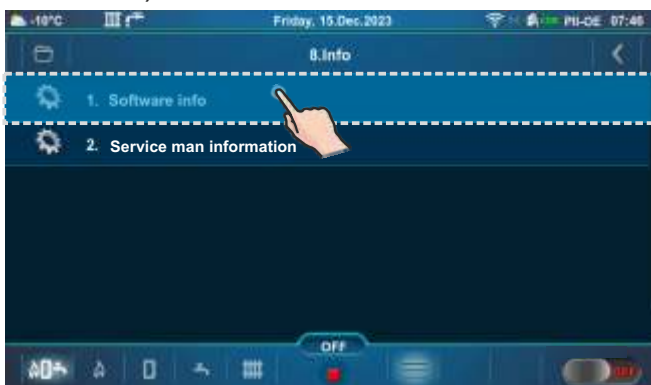 -10°C Friday, 15.Dec.2023 PII-OE 07:46
8.Info
1. Software info
2. Service man information
OFF
OFF